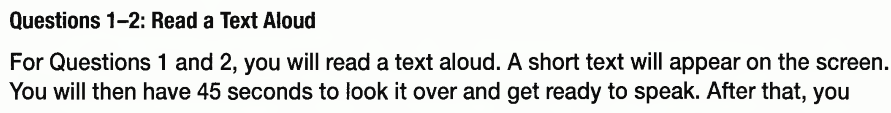 Questions 1–2: Read a Text Aloud
For Questions 1 and 2, you will read a text aloud. A short text will appear on the screen.
You will then have 45 seconds to look it over and get ready to speak. After that, you